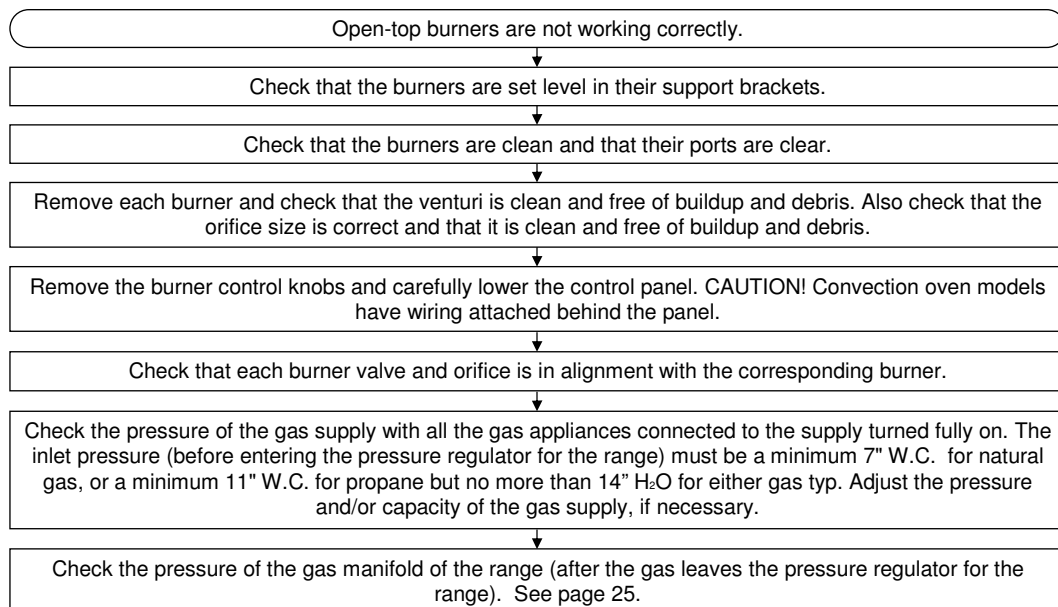 Open-top burners are not working correctly.
Check that the burners are set level in their support brackets.
Check that the burners are clean and that their ports are clear.
Remove each burner and check that the venturi is clean and free of buildup and debris. Also check that the
orifice size is correct and that it is clean and free of buildup and debris.
Remove the burner control knobs and carefully lower the control panel. CAUTION! Convection oven models
have wiring attached behind the panel.
Check that each burner valve and orifice is in alignment with the corresponding burner.
Check the pressure of the gas supply with all the gas appliances connected to the supply turned fully on. The
inlet pressure (before entering the pressure regulator for the range) must be a minimum 7" W.C.  for natural
gas, or a minimum 11" W.C. for propane but no more than 14” H₂O for either gas typ. Adjust the pressure
and/or capacity of the gas supply, if necessary.
Check the pressure of the gas manifold of the range (after the gas leaves the pressure regulator for the
range).  See page 25.